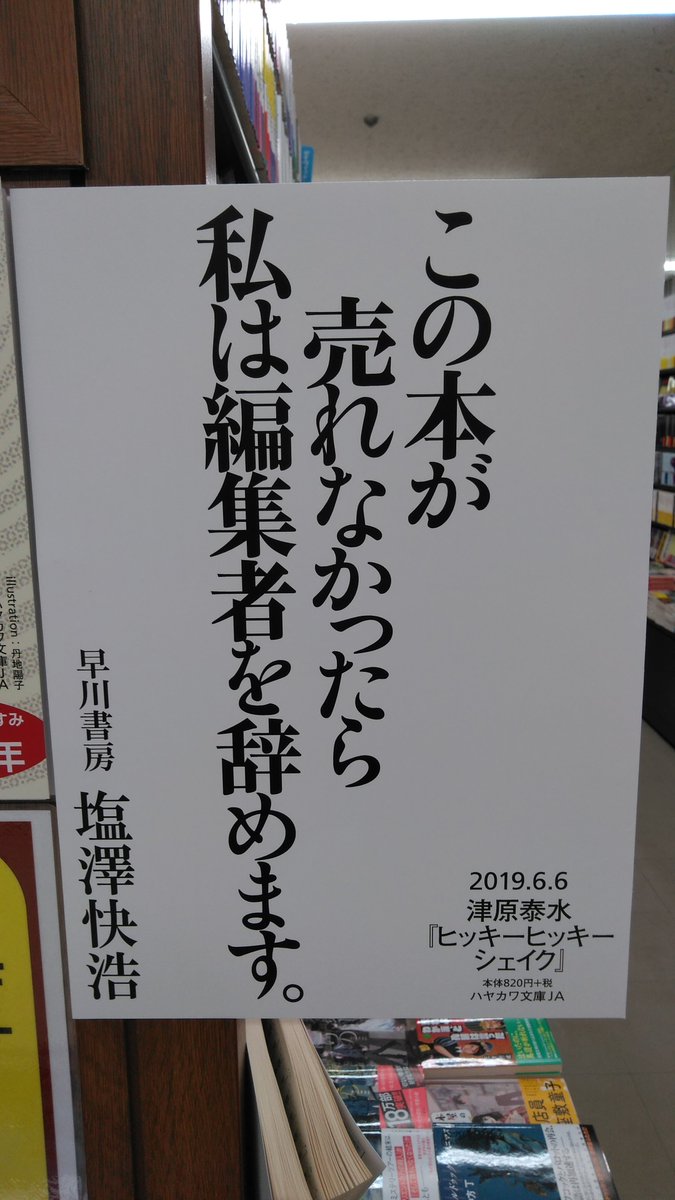 この本が
売れなかったら
私は編集者を辞めます。
早川書房 塩澤快浩
2019.6.6
津原泰水
『ヒッキーヒッキー
シェイク』
本体820円+税
ハヤカワ文庫JA
illustration:丹地陽子
ハヤカワ文庫JA
すみ
年